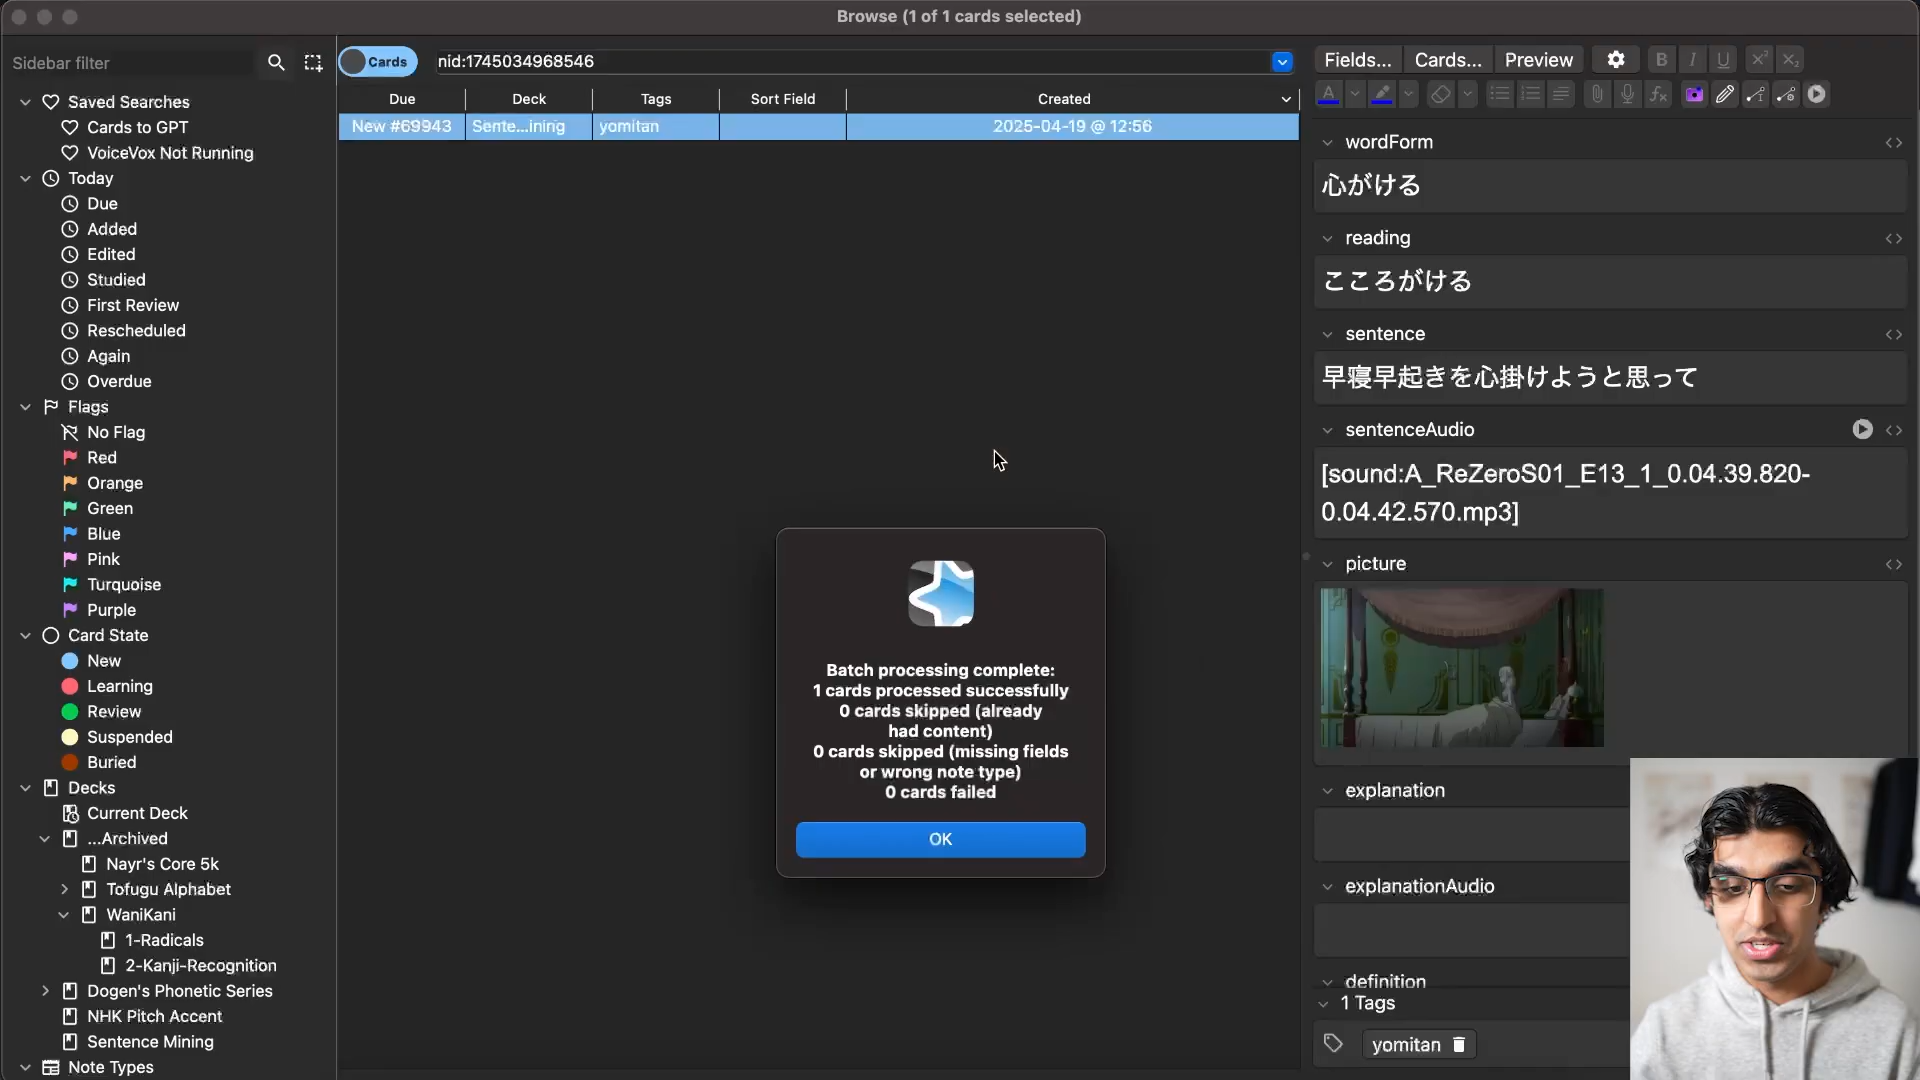 Browse (1 of 1 cards selected)
Sidebar filter
Saved Searches
Cards to GPT
VoiceVox Not Running
Today
Due
Added
Edited
Studied
First Review
Rescheduled
Again
Overdue
Flags
No Flag
Red
Orange
Green
Blue
Pink
Turquoise
Purple
Card State
New
Learning
Review
Suspended
Buried
Decks
Current Deck
...Archived
Nayr's Core 5k
Tofugu Alphabet
WaniKani
1-Radicals
2-Kanji-Recognition
Dogen's Phonetic Series
NHK Pitch Accent
Sentence Mining
Note Types
Cards nid:1745034968546
Due Deck Tags Sort Field Created
New #69943 Sente...ining yomitan 2025-04-19 @ 12:56
Batch processing complete:
1 cards processed successfully
0 cards skipped (already
had content)
0 cards skipped (missing fields
or wrong note type)
0 cards failed
OK
Fields... Cards... Preview B I U x² x₂
A fx
wordForm
心がける
reading
こころがける
sentence
早寝早起きを心掛けようと思って
sentenceAudio
[sound:A_ReZeroS01_E13_1_0.04.39.820-
0.04.42.570.mp3]
picture
explanation
explanationAudio
definition
1 Tags
yomitan